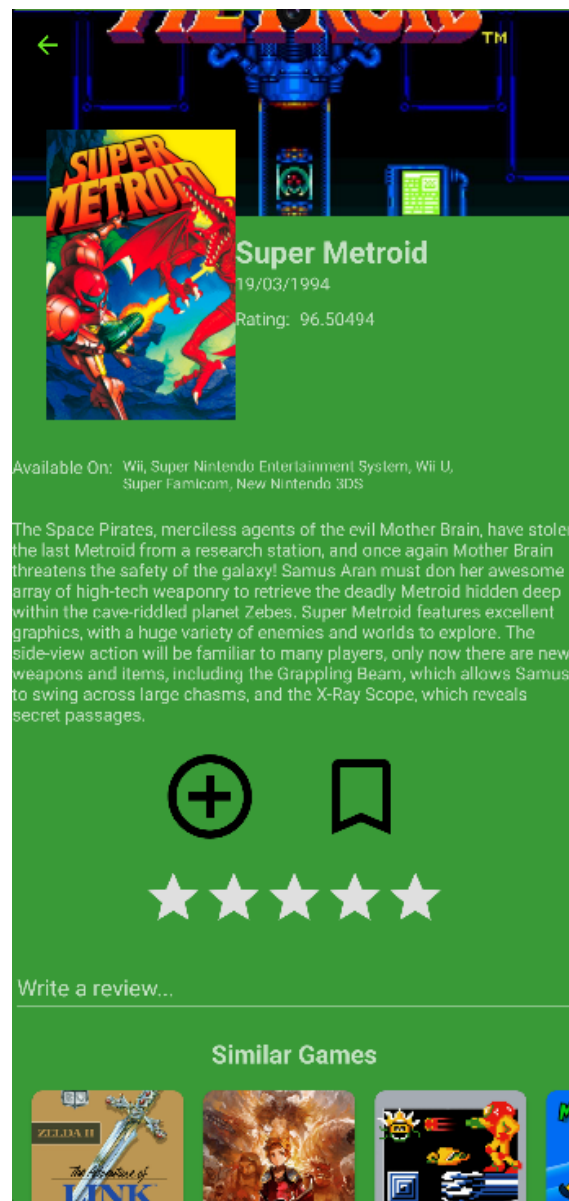 METROID
TM
SUPER
METROID
Super Metroid
19/03/1994
Rating: 96.50494
Available On: Wii, Super Nintendo Entertainment System, Wii U,
Super Famicom, New Nintendo 3DS
The Space Pirates, merciless agents of the evil Mother Brain, have stolen
the last Metroid from a research station, and once again Mother Brain
threatens the safety of the galaxy! Samus Aran must don her awesome
array of high-tech weaponry to retrieve the deadly Metroid hidden deep
within the cave-riddled planet Zebes. Super Metroid features excellent
graphics, with a huge variety of enemies and worlds to explore. The
side-view action will be familiar to many players, only now there are new
weapons and items, including the Grappling Beam, which allows Samus
to swing across large chasms, and the X-Ray Scope, which reveals
secret passages.
Write a review...
Similar Games
ZELDA II
The Adventure of
LINK
M